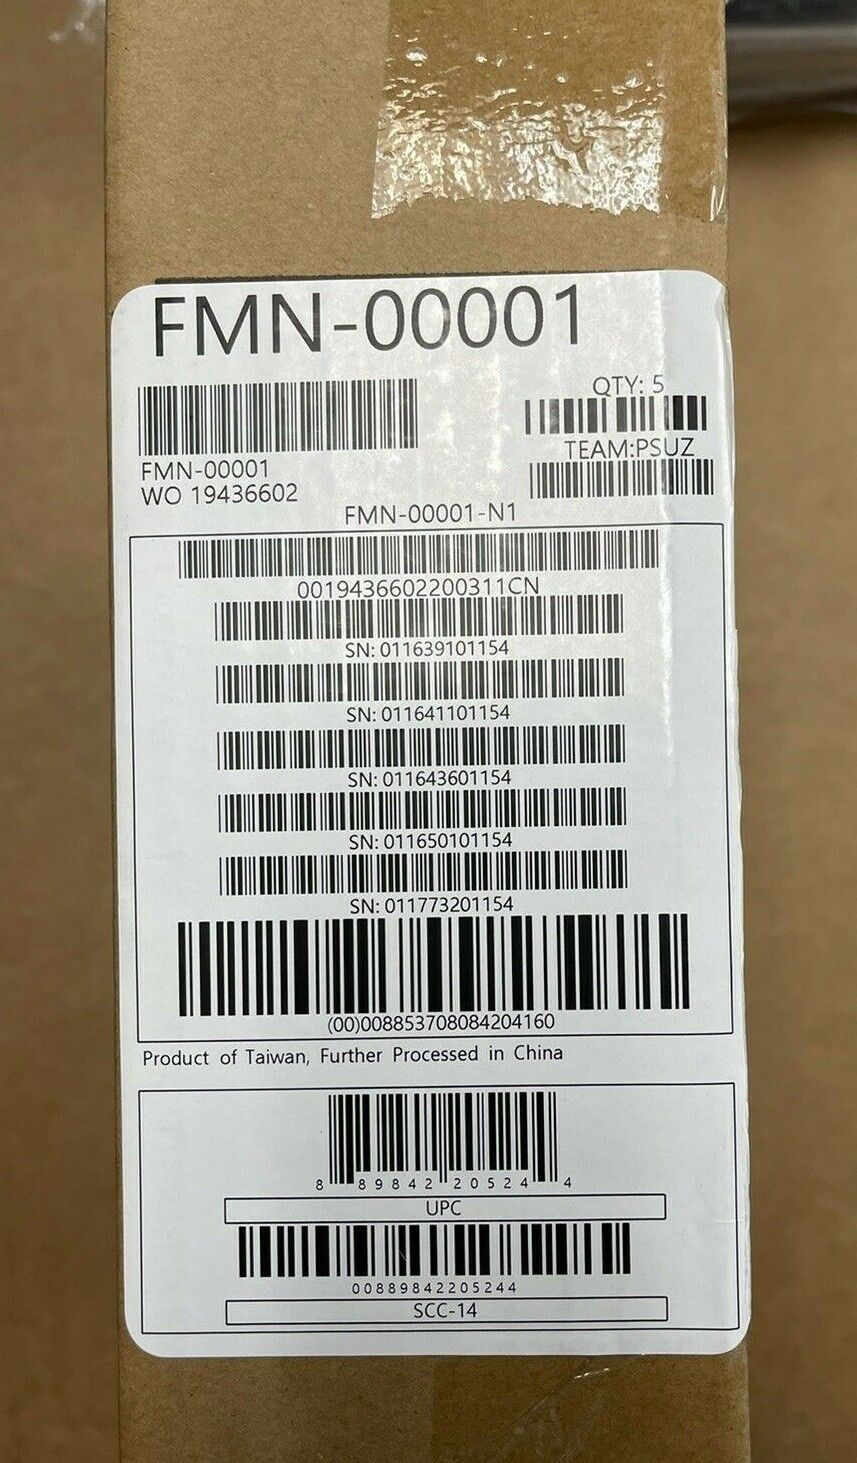 FMN-00001
QTY: 5
FMN-00001
TEAM:PSUZ
WO 19436602
FMN-00001-N1
0019436602200311CN
SN: 011639101154
SN: 011641101154
SN: 011643601154
SN: 011650101154
SN: 011773201154
(00)008853708084204160
Product of Taiwan, Further Processed in China
8 89842 20524 4
UPC
00889842205244
SCC-14